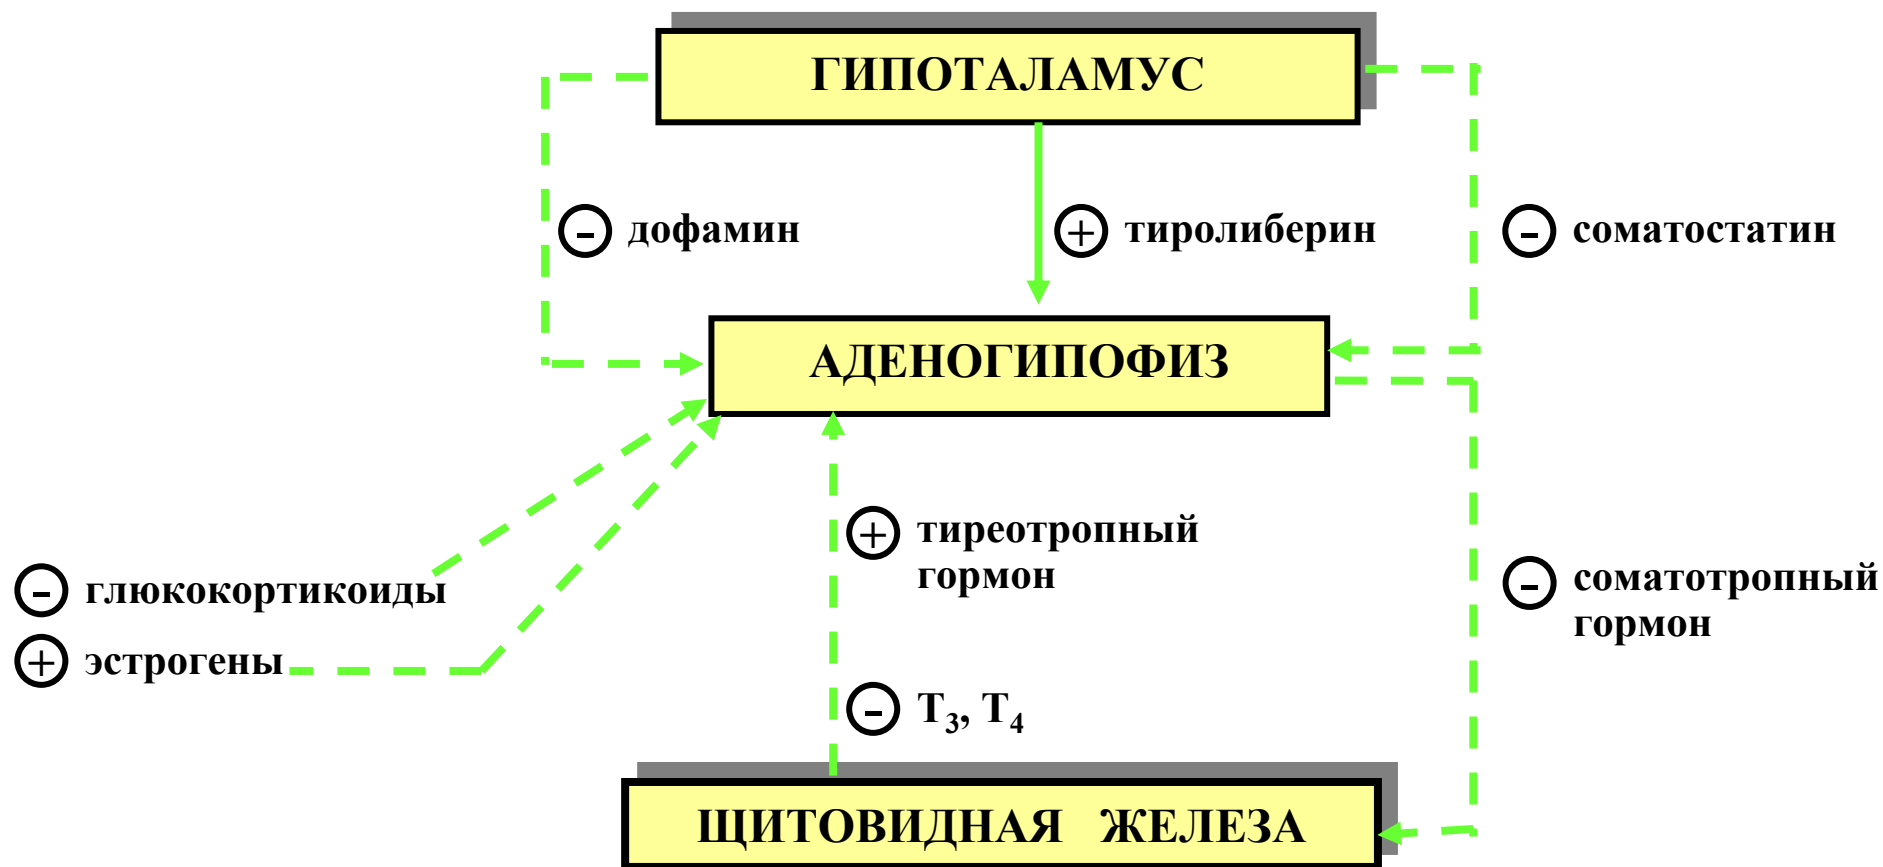 ГИПОТАЛАМУС
- дофамин
+ тиролиберин
- соматостатин
АДЕНОГИПОФИЗ
+ тиреотропный
гормон
- глюкокортикоиды
- соматотропный
гормон
+ эстрогены
- Т3, Т4
ЩИТОВИДНАЯ ЖЕЛЕЗА